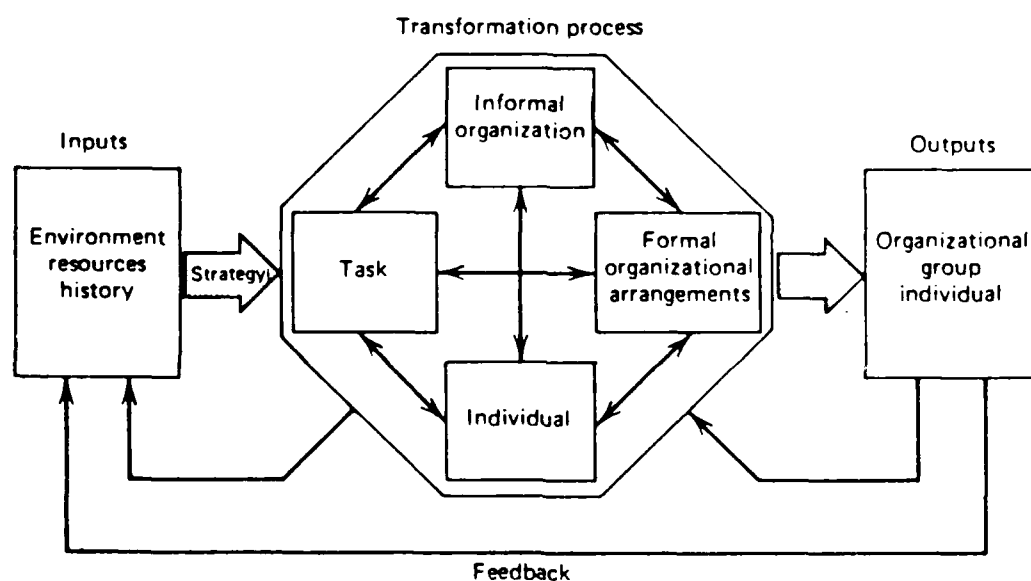 Transformation process
Inputs
Environment
resources
history
Strategy
Informal
organization
Task
Formal
organizational
arrangements
Individual
Outputs
Organizational
group
individual
Feedback